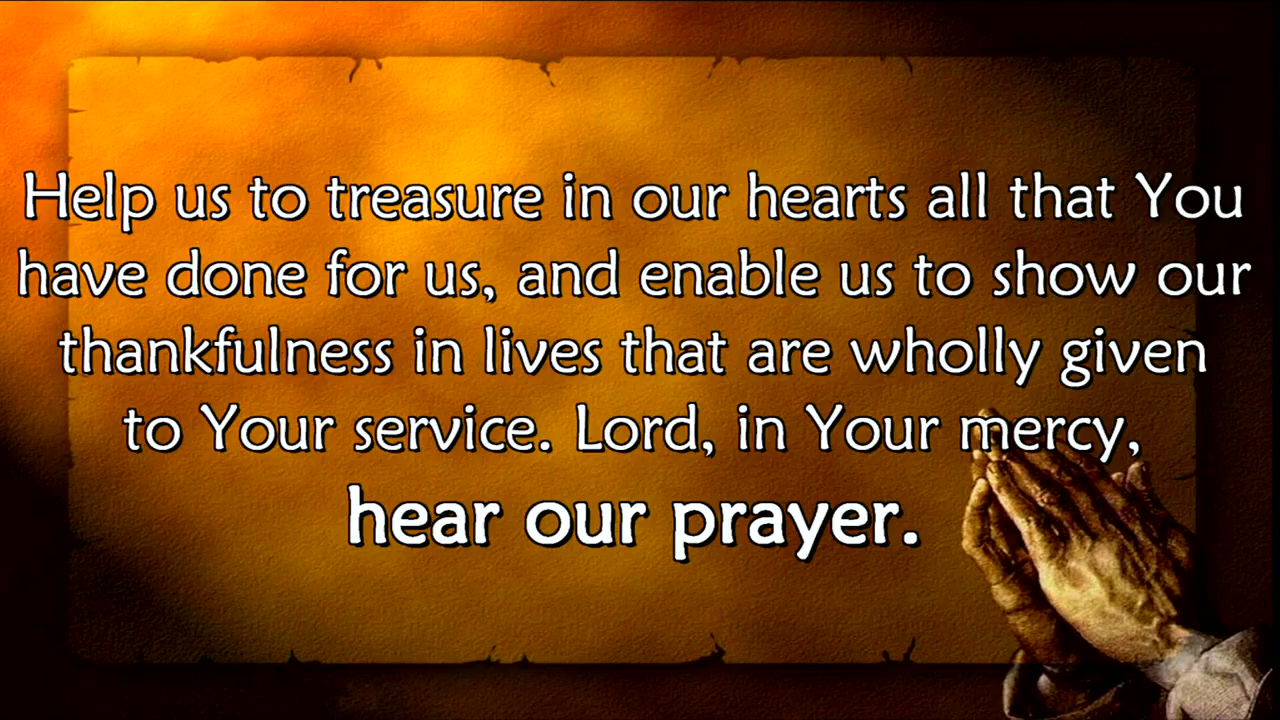 Help us to treasure in our hearts all that You
have done for us, and enable us to show our
thankfulness in lives that are wholly given
to Your service. Lord, in Your mercy,
hear our prayer.